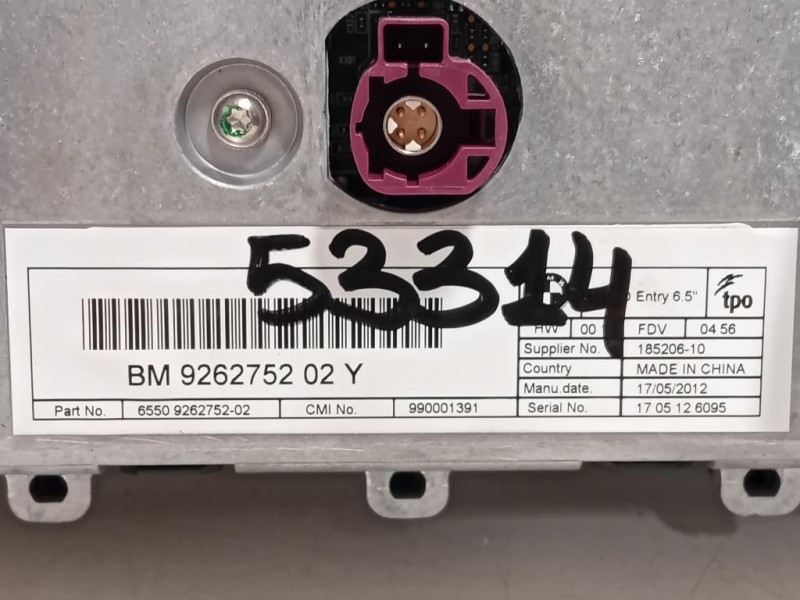 53314
Entry 6.5"
tpo
HW 00 FDV 04 56
BM 9262752 02 Y
Supplier No. 185206-10
Country MADE IN CHINA
Manu.date. 17/05/2012
Part No. 6550 9262752-02 CMI No. 990001391 Serial No. 17 05 12 6095